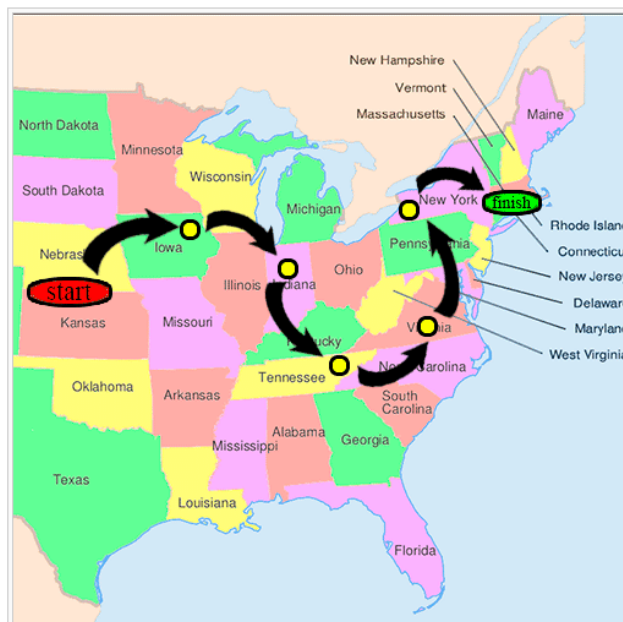 New Hampshire
Vermont
Massachusetts
Maine
North Dakota
Minnesota
Wisconsin
South Dakota
Michigan
New York
finish
Rhode Islan
Connecticu
Iowa
Nebras
Pennsylvania
New Jerse
Illinois
Indiana
Ohio
start
Delawar
Kansas
Missouri
Virginia
Marylan
West Virgini
Tennessee
Oklahoma
Arkansas
South
Carolina
Mississippi
Alabama
Georgia
Texas
Louisiana
Florida